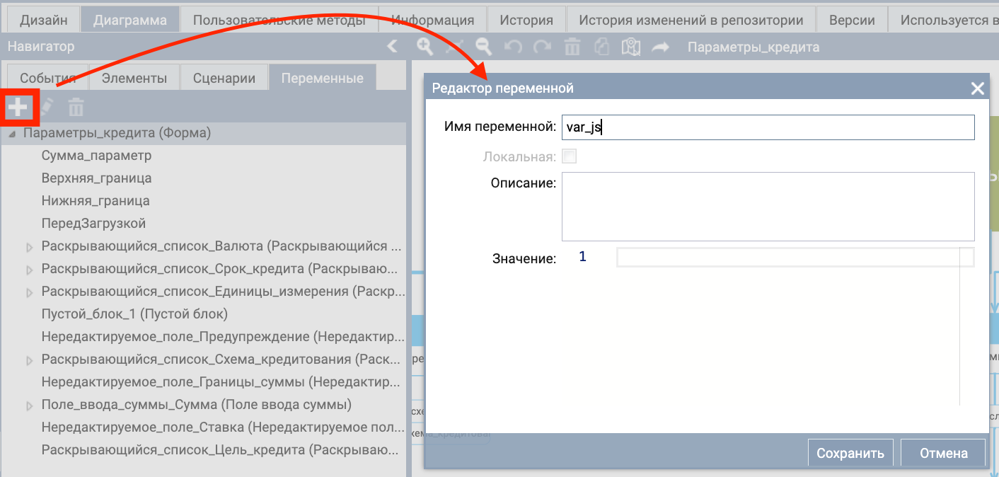 Дизайн Диаграмма Пользовательские методы Информация История История изменений в репозитории Версии Используется в
Навигатор
Параметры_кредита
События Элементы Сценарии Переменные
Параметры_кредита (Форма)
Сумма_параметр
Верхняя_граница
Нижняя_граница
ПередЗагрузкой
Раскрывающийся_список_Валюта (Раскрывающийся ...
Раскрывающийся_список_Срок_кредита (Раскрываю...
Раскрывающийся_список_Единицы_измерения (Раскр...
Пустой_блок_1 (Пустой блок)
Нередактируемое_поле_Предупреждение (Нередактир...
Раскрывающийся_список_Схема_кредитования (Раск...
Нередактируемое_поле_Границы_суммы (Нередактир...
Поле_ввода_суммы_Сумма (Поле ввода суммы)
Нередактируемое_поле_Ставка (Нередактируемое пол...
Раскрывающийся_список_Цель_кредита (Раскрываю...
Редактор переменной
Имя переменной: var_js
Локальная:
Описание:
Значение: 1
Сохранить Отмена